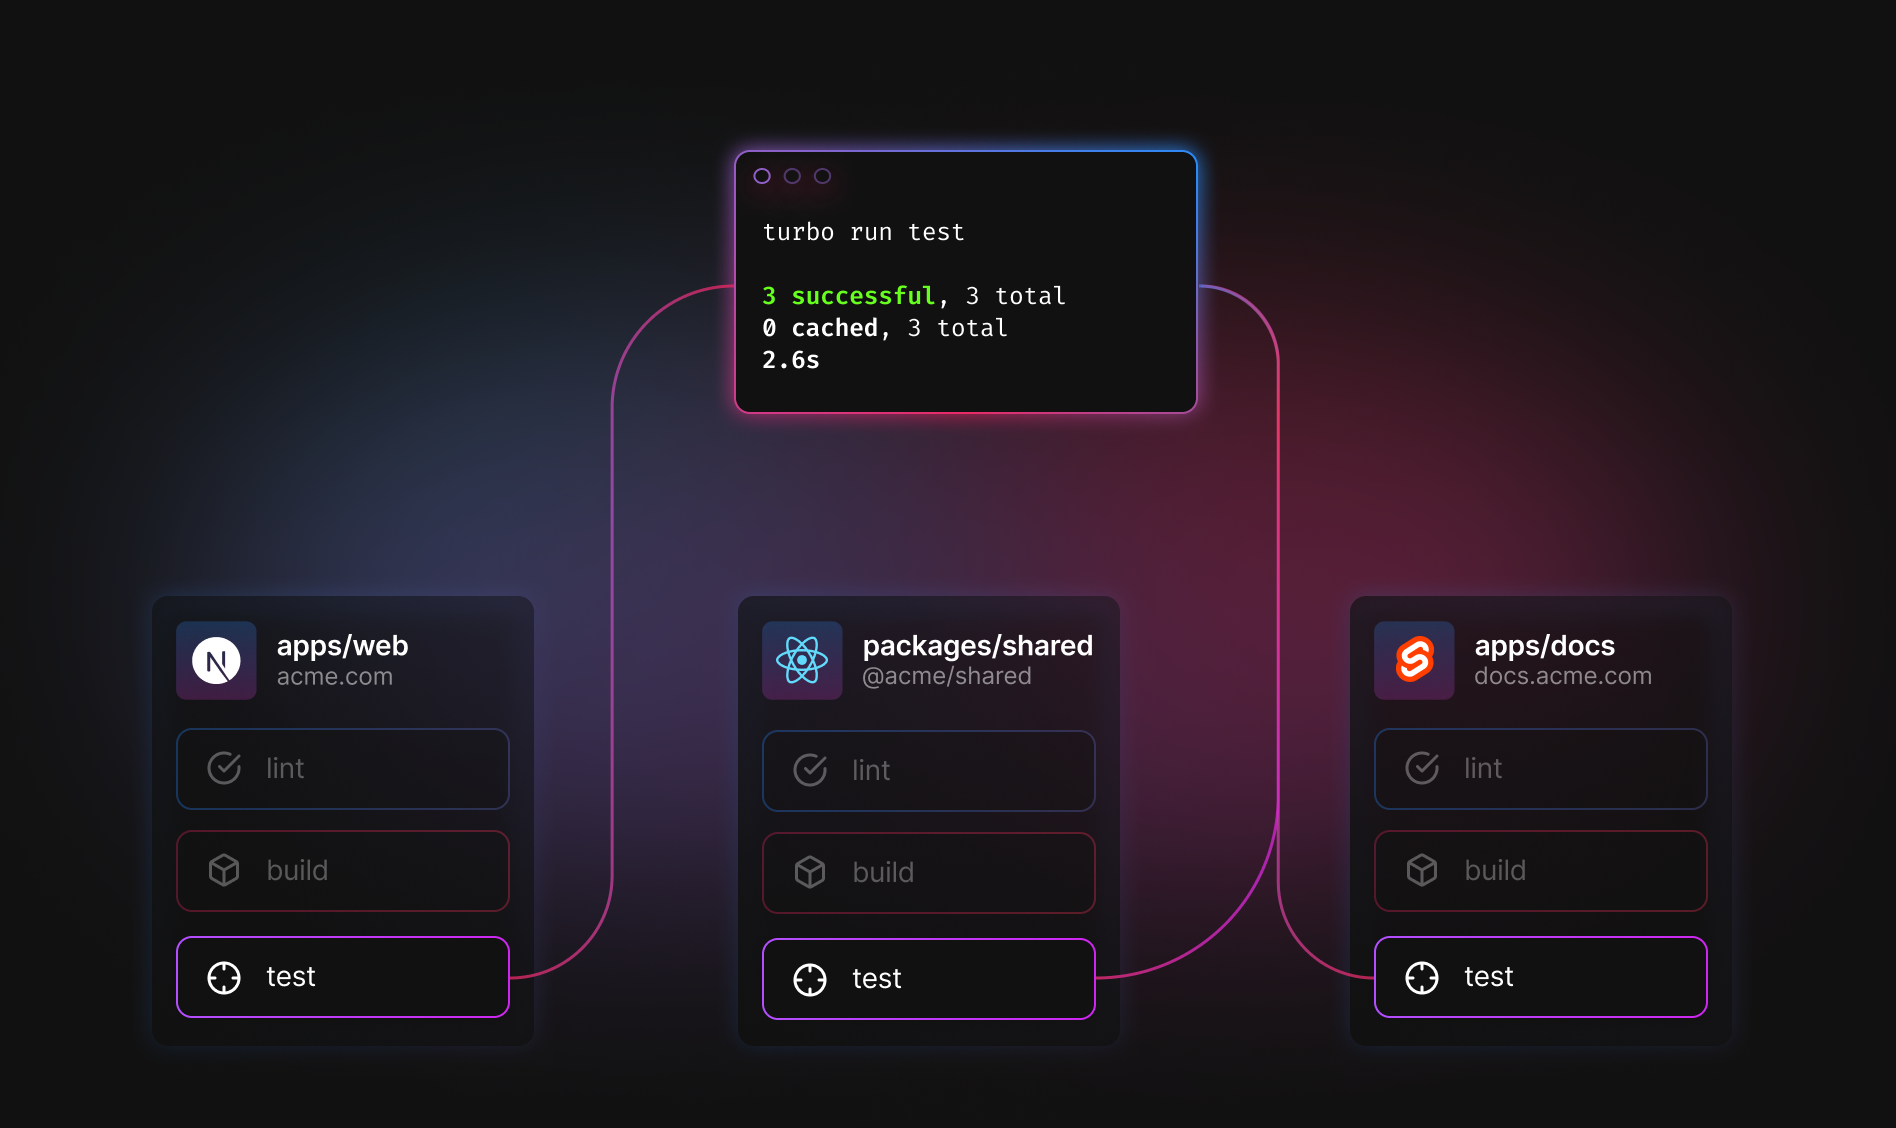 turbo run test
3 successful, 3 total
0 cached, 3 total
2.6s
apps/web
acme.com
lint
build
test
packages/shared
@acme/shared
lint
build
test
apps/docs
docs.acme.com
lint
build
test